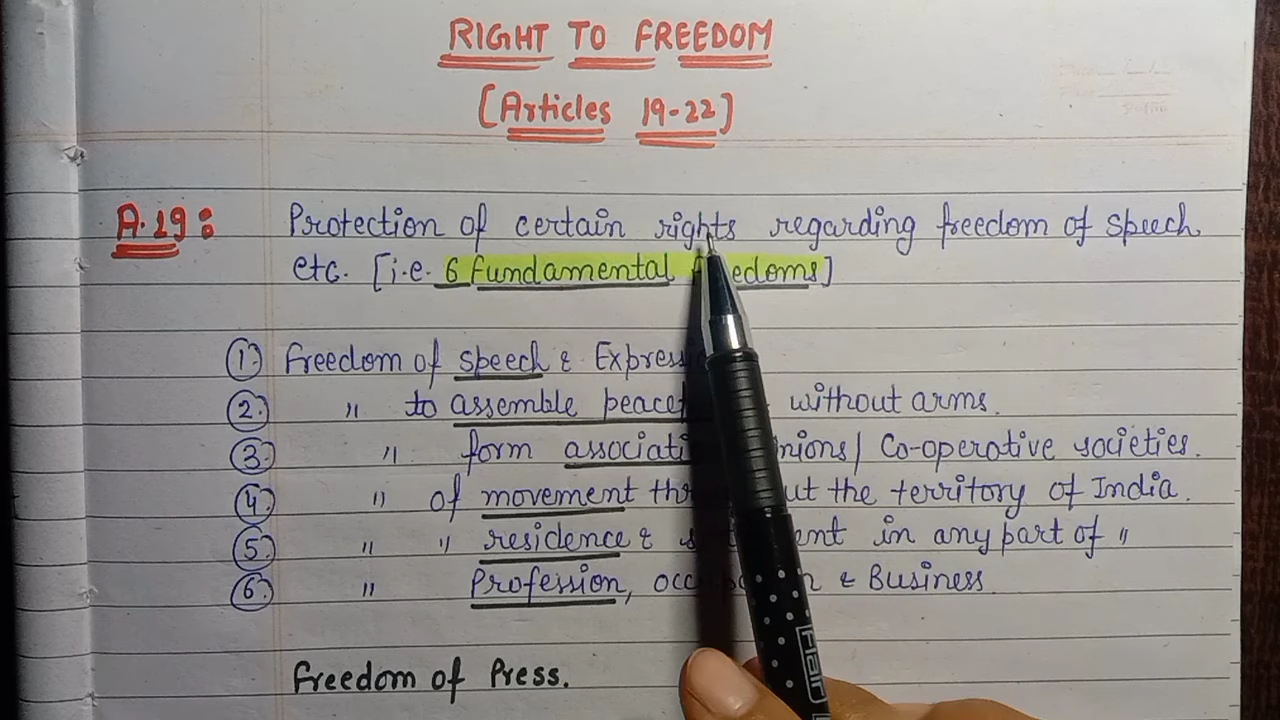 RIGHT TO FREEDOM
[Articles 19-22]
A.19: Protection of certain rights regarding freedom of speech
etc. [i.e. 6 fundamental edoms]
1. Freedom of speech & Express
2. " to assemble peace without arms.
3. " form associati nions/ Co-operative societies.
4. " of movement th ut the territory of India.
5. " " residence & s ent in any part of "
6. " Profession, occ & Business.
Freedom of Press.
Flair